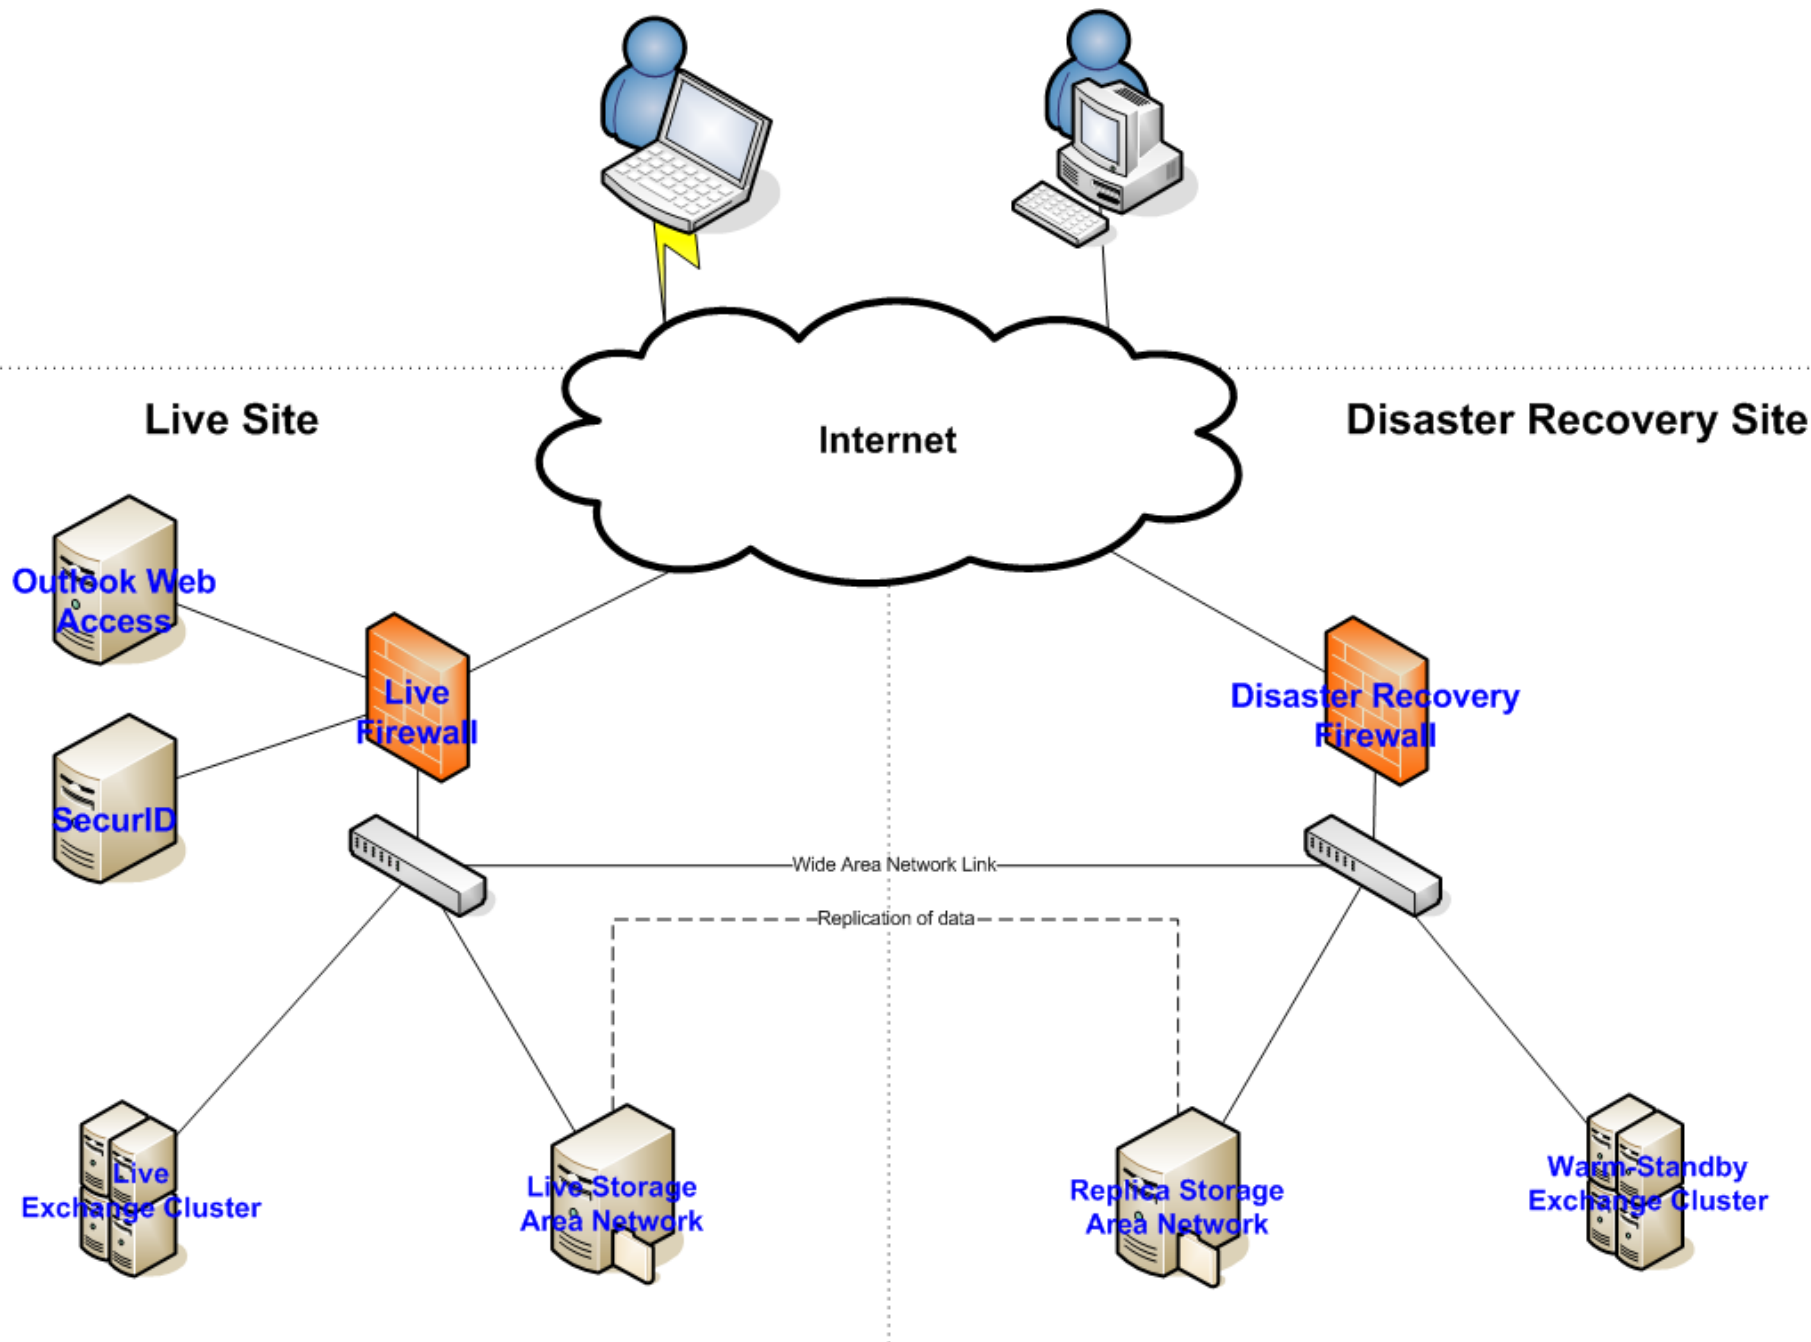 Live Site
Internet
Disaster Recovery Site
Outlook Web
Access
Live
Firewall
Disaster Recovery
Firewall
SecurID
Wide Area Network Link
Replication of data
Live
Exchange Cluster
Live Storage
Area Network
Replica Storage
Area Network
Warm-Standby
Exchange Cluster